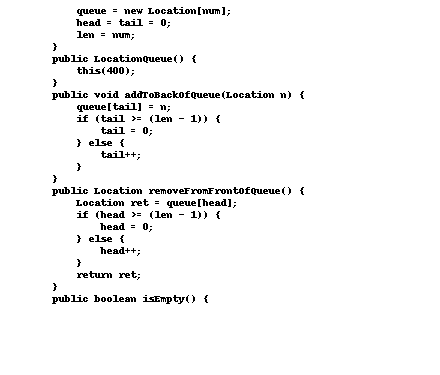 queue = new Location[num];
head = tail = 0;
len = num;
}
public LocationQueue() {
this(400);
}
public void addToBackOfQueue(Location n) {
queue[tail] = n;
if (tail >= (len - 1)) {
tail = 0;
} else {
tail++;
}
}
public Location removeFromFrontOfQueue() {
Location ret = queue[head];
if (head >= (len - 1)) {
head = 0;
} else {
head++;
}
return ret;
}
public boolean isEmpty() {